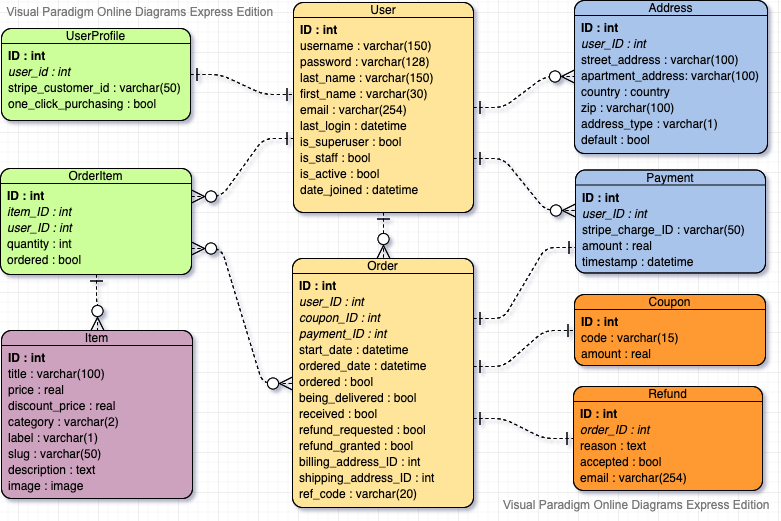 Visual Paradigm Online Diagrams Express Edition
UserProfile
ID : int
user_id : int
stripe_customer_id : varchar(50)
one_click_purchasing : bool
User
ID : int
username : varchar(150)
password : varchar(128)
last_name : varchar(150)
first_name : varchar(30)
email : varchar(254)
last_login : datetime
is_superuser : bool
is_staff : bool
is_active : bool
date_joined : datetime
Address
ID : int
user_ID : int
street_address : varchar(100)
apartment_address : varchar(100)
country : country
zip : varchar(100)
address_type : varchar(1)
default : bool
OrderItem
ID : int
item_ID : int
user_ID : int
quantity : int
ordered : bool
Payment
ID : int
user_ID : int
stripe_charge_ID : varchar(50)
amount : real
timestamp : datetime
Order
ID : int
user_ID : int
coupon_ID : int
payment_ID : int
start_date : datetime
ordered_date : datetime
ordered : bool
being_delivered : bool
received : bool
refund_requested : bool
refund_granted : bool
billing_address_ID : int
shipping_address_ID : int
ref_code : varchar(20)
Coupon
ID : int
code : varchar(15)
amount : real
Item
ID : int
title : varchar(100)
price : real
discount_price : real
category : varchar(2)
label : varchar(1)
slug : varchar(50)
description : text
image : image
Refund
ID : int
order_ID : int
reason : text
accepted : bool
email : varchar(254)
Visual Paradigm Online Diagrams Express Edition